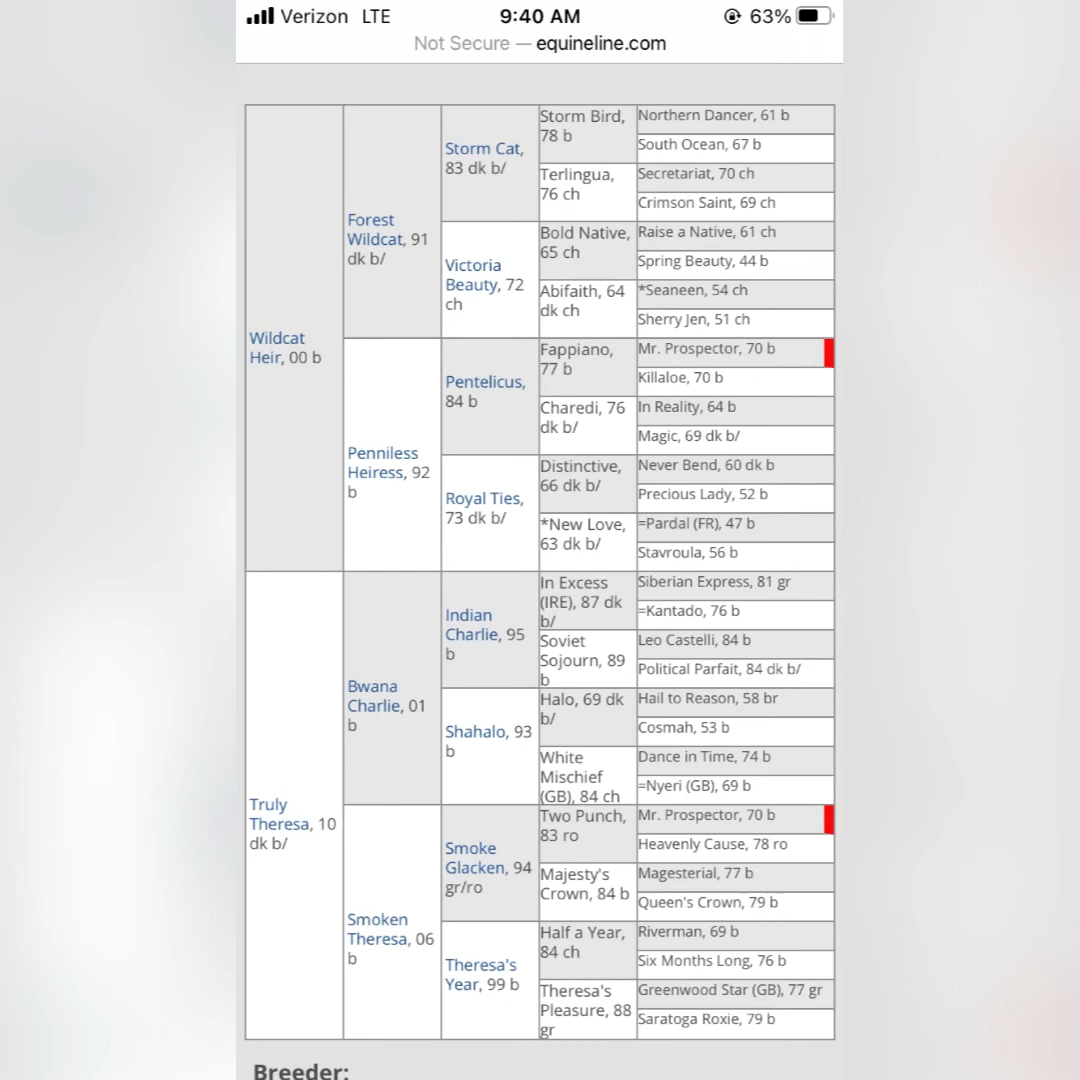 Verizon LTE 9:40 AM 63%
Not Secure — equineline.com
Wildcat
Heir, 00 b
Forest
Wildcat, 91
dk b/
Storm Cat,
83 dk b/
Storm Bird,
78 b
Northern Dancer, 61 b
South Ocean, 67 b
Terlingua,
76 ch
Secretariat, 70 ch
Crimson Saint, 69 ch
Victoria
Beauty, 72
ch
Bold Native,
65 ch
Raise a Native, 61 ch
Spring Beauty, 44 b
Abifaith, 64
dk ch
*Seaneen, 54 ch
Sherry Jen, 51 ch
Penniless
Heiress, 92
b
Pentelicus,
84 b
Fappiano,
77 b
Mr. Prospector, 70 b
Killaloe, 70 b
Charedi, 76
dk b/
In Reality, 64 b
Magic, 69 dk b/
Royal Ties,
73 dk b/
Distinctive,
66 dk b/
Never Bend, 60 dk b
Precious Lady, 52 b
*New Love,
63 dk b/
=Pardal (FR), 47 b
Stavroula, 56 b
Truly
Theresa, 10
dk b/
Bwana
Charlie, 01
b
Indian
Charlie, 95
b
In Excess
(IRE), 87 dk
b/
Siberian Express, 81 gr
=Kantado, 76 b
Soviet
Sojourn, 89
b
Leo Castelli, 84 b
Political Parfait, 84 dk b/
Shahalo, 93
b
Halo, 69 dk
b/
Hail to Reason, 58 br
Cosmah, 53 b
White
Mischief
(GB), 84 ch
Dance in Time, 74 b
=Nyeri (GB), 69 b
Smoken
Theresa, 06
b
Smoke
Glacken, 94
gr/ro
Two Punch,
83 ro
Mr. Prospector, 70 b
Heavenly Cause, 78 ro
Majesty's
Crown, 84 b
Magesterial, 77 b
Queen's Crown, 79 b
Theresa's
Year, 99 b
Half a Year,
84 ch
Riverman, 69 b
Six Months Long, 76 b
Theresa's
Pleasure, 88
gr
Greenwood Star (GB), 77 gr
Saratoga Roxie, 79 b
Breeder: